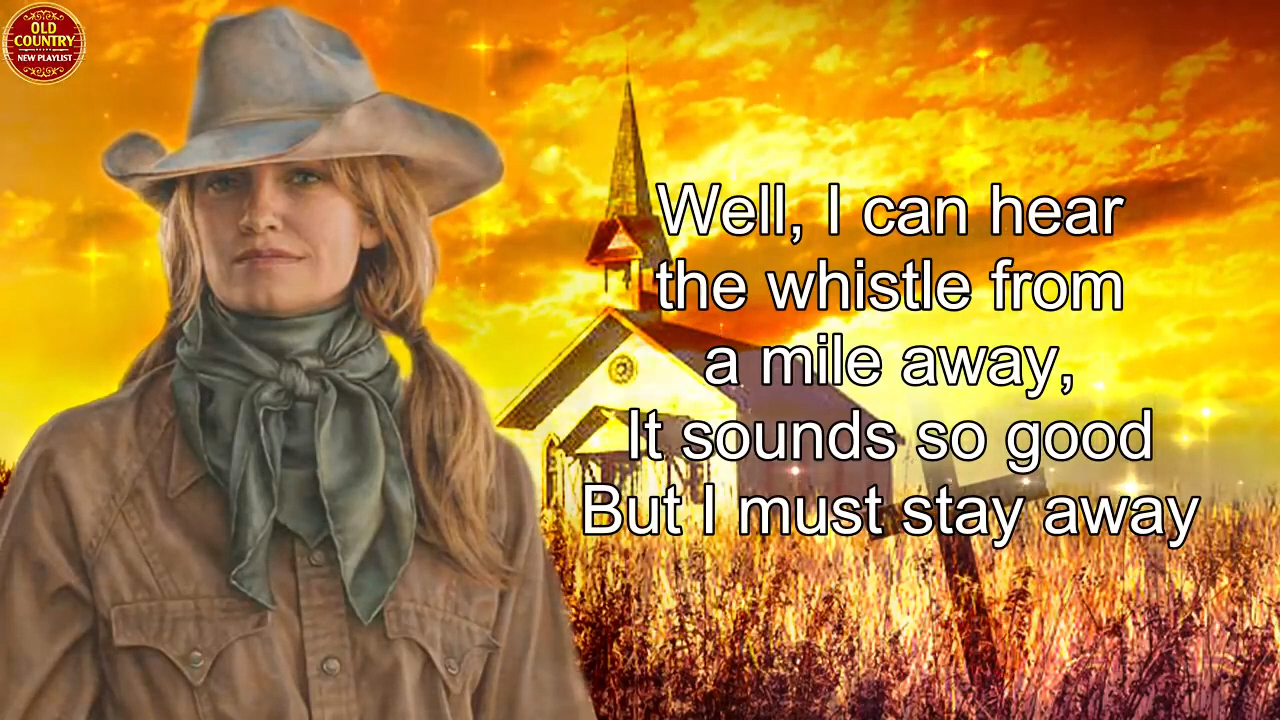 OLD
COUNTRY
NEW PLAYLIST
Well, I can hear
the whistle from
a mile away,
It sounds so good
But I must stay away